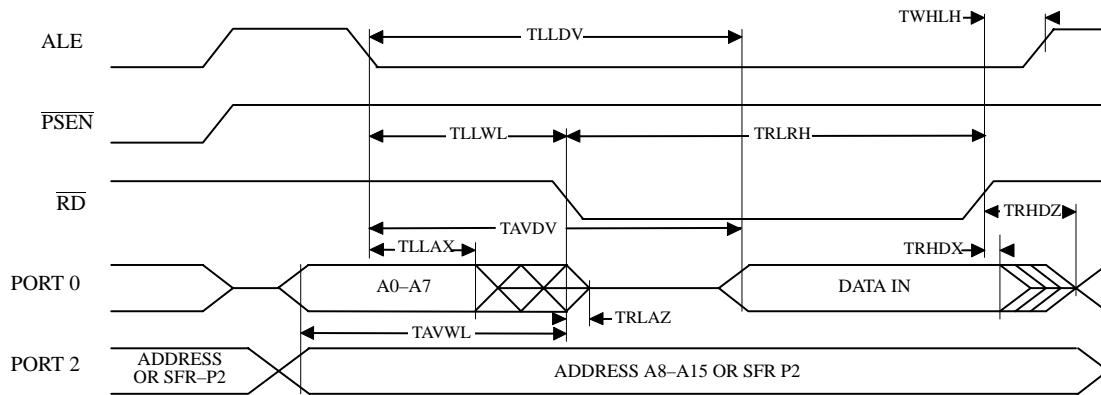 TWHLH
ALE
TLLDV
PSEN
TLLWL
TRLRH
RD
TAVDV
TRHDZ
TLLAX
TRHDX
PORT 0
A0–A7
DATA IN
TRLAZ
TAVWL
PORT 2
ADDRESS
OR SFR–P2
ADDRESS A8–A15 OR SFR P2